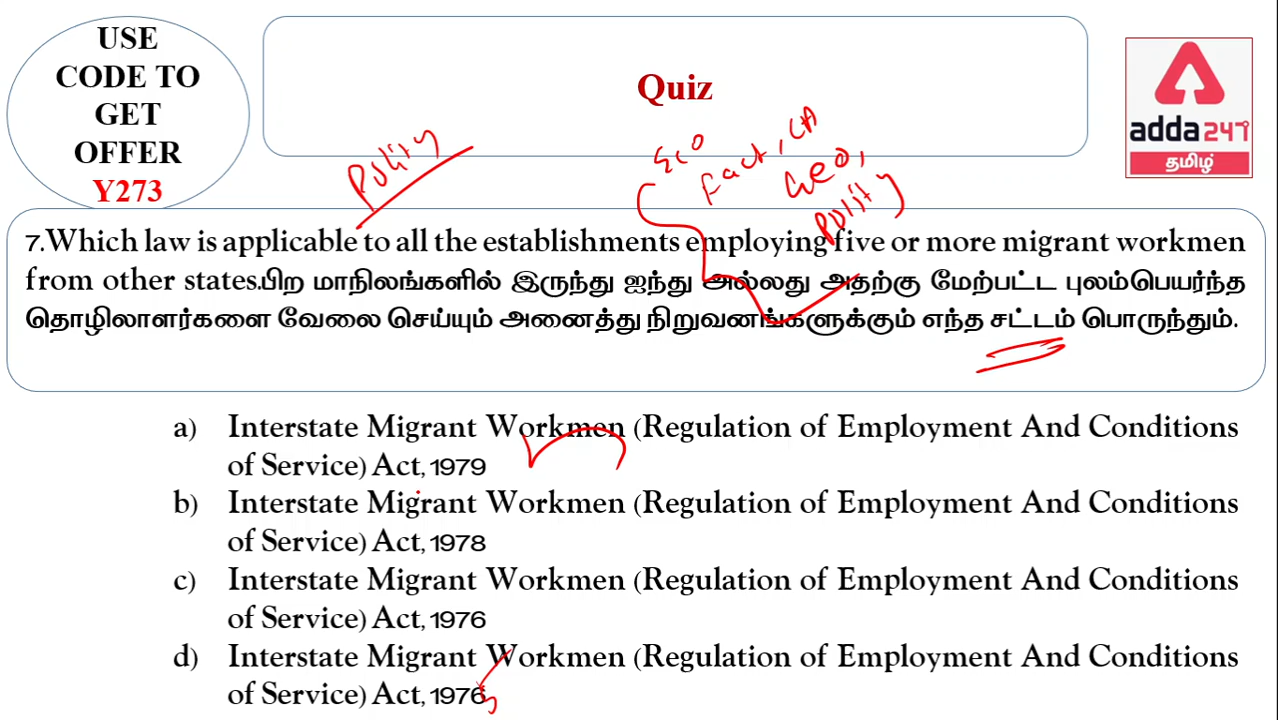 USE
CODE TO
GET
OFFER
Y273
Quiz
adda247
தமிழ்
Polity
Eco
Fact, CA
Geo,
Polity
7.Which law is applicable to all the establishments employing five or more migrant workmen
from other states.பிற மாநிலங்களில் இருந்து ஐந்து அல்லது அதற்கு மேற்பட்ட புலம்பெயர்ந்த
தொழிலாளர்களை வேலை செய்யும் அனைத்து நிறுவனங்களுக்கும் எந்த சட்டம் பொருந்தும்.
a) Interstate Migrant Workmen (Regulation of Employment And Conditions
of Service) Act, 1979
b) Interstate Migrant Workmen (Regulation of Employment And Conditions
of Service) Act, 1978
c) Interstate Migrant Workmen (Regulation of Employment And Conditions
of Service) Act, 1976
d) Interstate Migrant Workmen (Regulation of Employment And Conditions
of Service) Act, 1976
5